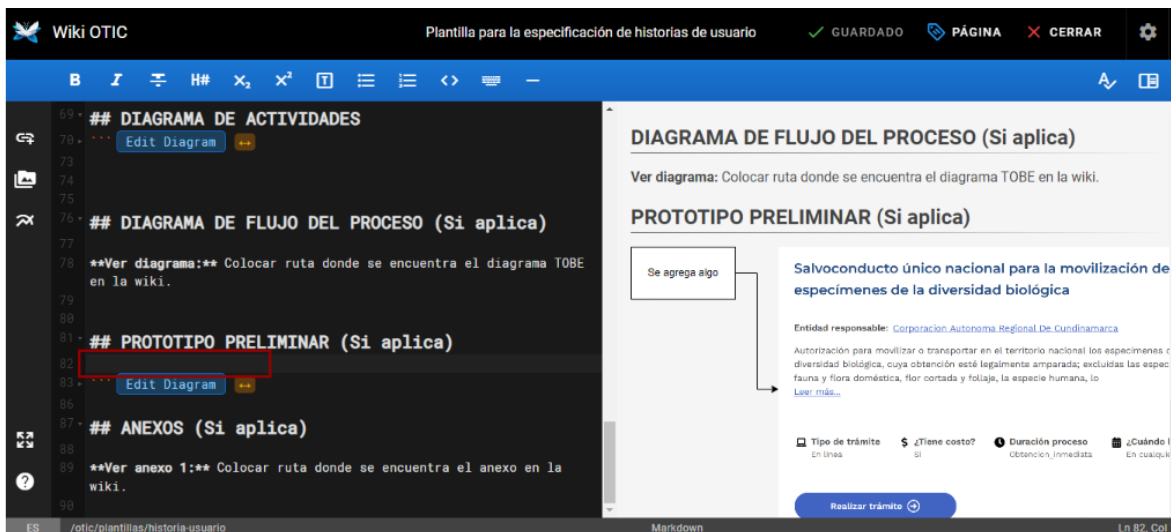 Wiki OTIC
Plantilla para la especificación de historias de usuario
GUARDADO
PÁGINA
CERRAR
B I H# X₂ X² T <>
69 ## DIAGRAMA DE ACTIVIDADES
70 ``` Edit Diagram ↔
73
74
75
76 ## DIAGRAMA DE FLUJO DEL PROCESO (Si aplica)
77
78 **Ver diagrama:** Colocar ruta donde se encuentra el diagrama TOBE
en la wiki.
79
80
81 ## PROTOTIPO PRELIMINAR (Si aplica)
82
83 ``` Edit Diagram ↔
86
87 ## ANEXOS (Si aplica)
88
89 **Ver anexo 1:** Colocar ruta donde se encuentra el anexo en la
wiki.
90
DIAGRAMA DE FLUJO DEL PROCESO (Si aplica)
Ver diagrama: Colocar ruta donde se encuentra el diagrama TOBE en la wiki.
PROTOTIPO PRELIMINAR (Si aplica)
Se agrega algo
Salvoconducto único nacional para la movilización de
especímenes de la diversidad biológica
Entidad responsable: Corporacion Autonoma Regional De Cundinamarca
Autorización para movilizar o transportar en el territorio nacional los especímenes
diversidad biológica, cuya obtención esté legalmente amparada; excluidas las espec
fauna y flora doméstica, flor cortada y follaje, la especie humana, lo
Leer más...
Tipo de trámite
En línea
$ ¿Tiene costo?
Si
Duración proceso
Obtencion_inmediata
¿Cuándo
En cualqui
Realizar trámite
ES
/otic/plantillas/historia-usuario
Markdown
Ln 82, Col